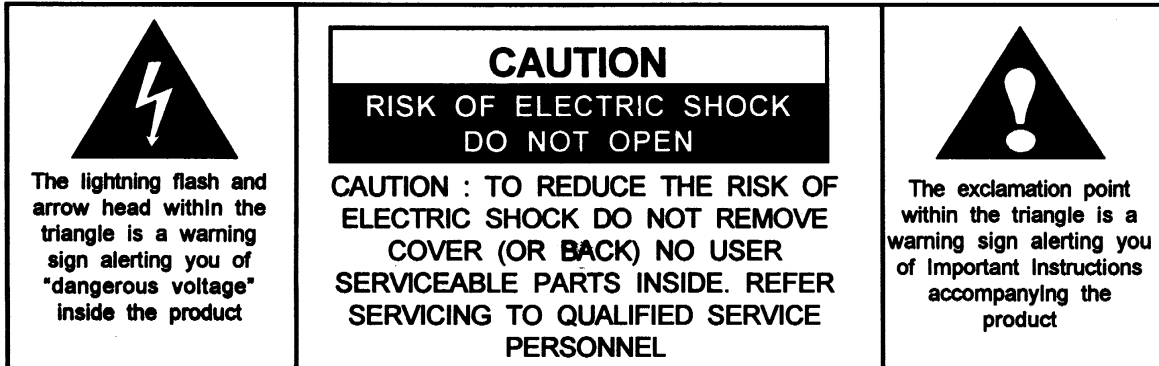 The lightning flash and
arrow head within the
triangle is a warning
sign alerting you of
"dangerous voltage"
inside the product
CAUTION
RISK OF ELECTRIC SHOCK
DO NOT OPEN
CAUTION : TO REDUCE THE RISK OF
ELECTRIC SHOCK DO NOT REMOVE
COVER (OR BACK) NO USER
SERVICEABLE PARTS INSIDE. REFER
SERVICING TO QUALIFIED SERVICE
PERSONNEL
The exclamation point
within the triangle is a
warning sign alerting you
of Important Instructions
accompanying the
product